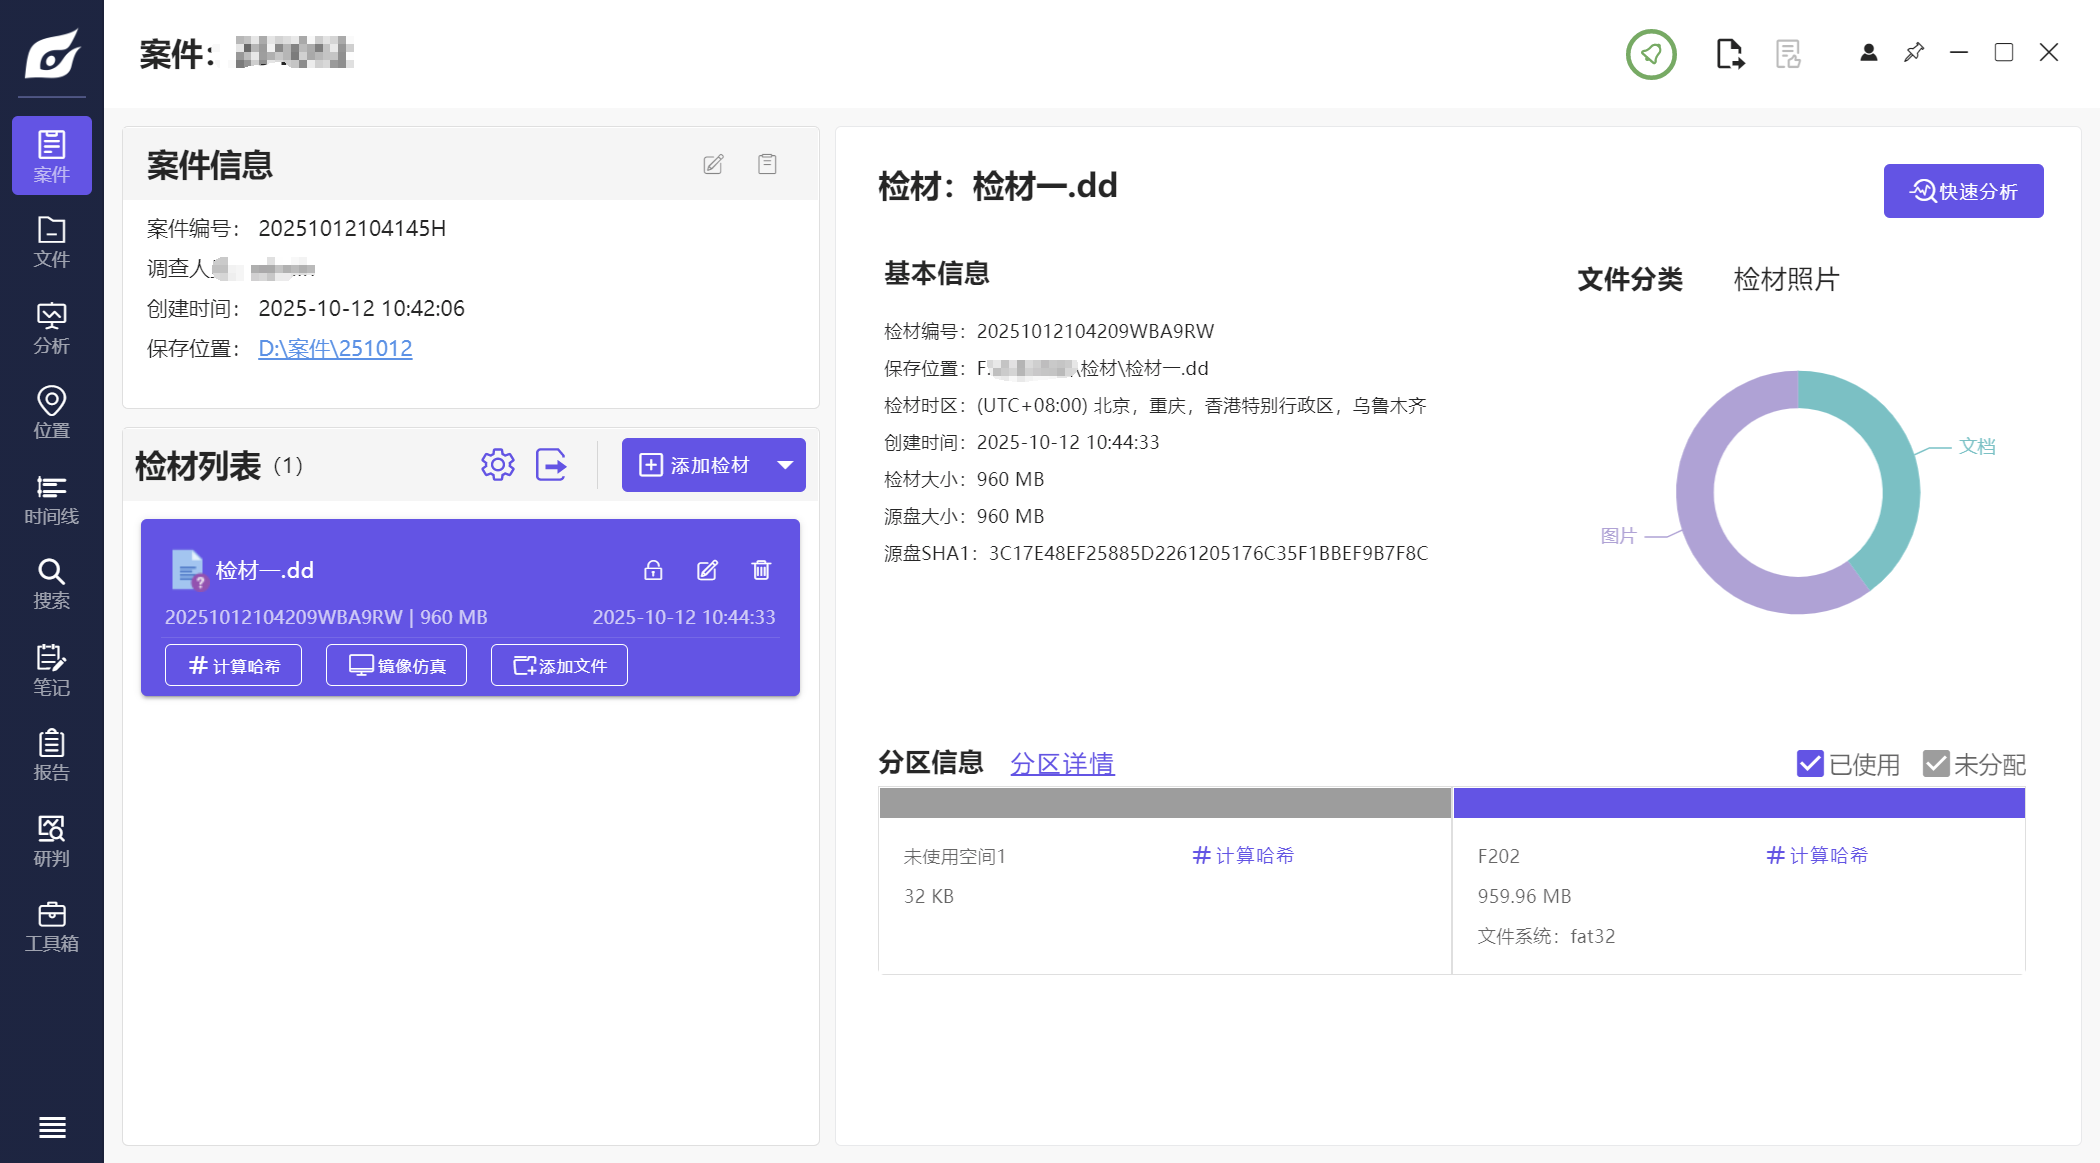 案件：
案件
文件
分析
位置
时间线
搜索
笔记
报告
研判
工具箱
案件信息
案件编号： 20251012104145H
调查人
创建时间： 2025-10-12 10:42:06
保存位置： D:\案件\251012
检材列表（1）
添加检材
检材一.dd
20251012104209WBA9RW | 960 MB 2025-10-12 10:44:33
计算哈希 镜像仿真 添加文件
检材：检材一.dd
快速分析
基本信息
文件分类 检材照片
检材编号：20251012104209WBA9RW
保存位置：F: \检材\检材一.dd
检材时区：(UTC+08:00) 北京，重庆，香港特别行政区，乌鲁木齐
创建时间：2025-10-12 10:44:33
检材大小：960 MB
源盘大小：960 MB
源盘SHA1：3C17E48EF25885D2261205176C35F1BBEF9B7F8C
文档
图片
分区信息 分区详情
已使用 未分配
未使用空间1 计算哈希
32 KB
F202 计算哈希
959.96 MB
文件系统：fat32